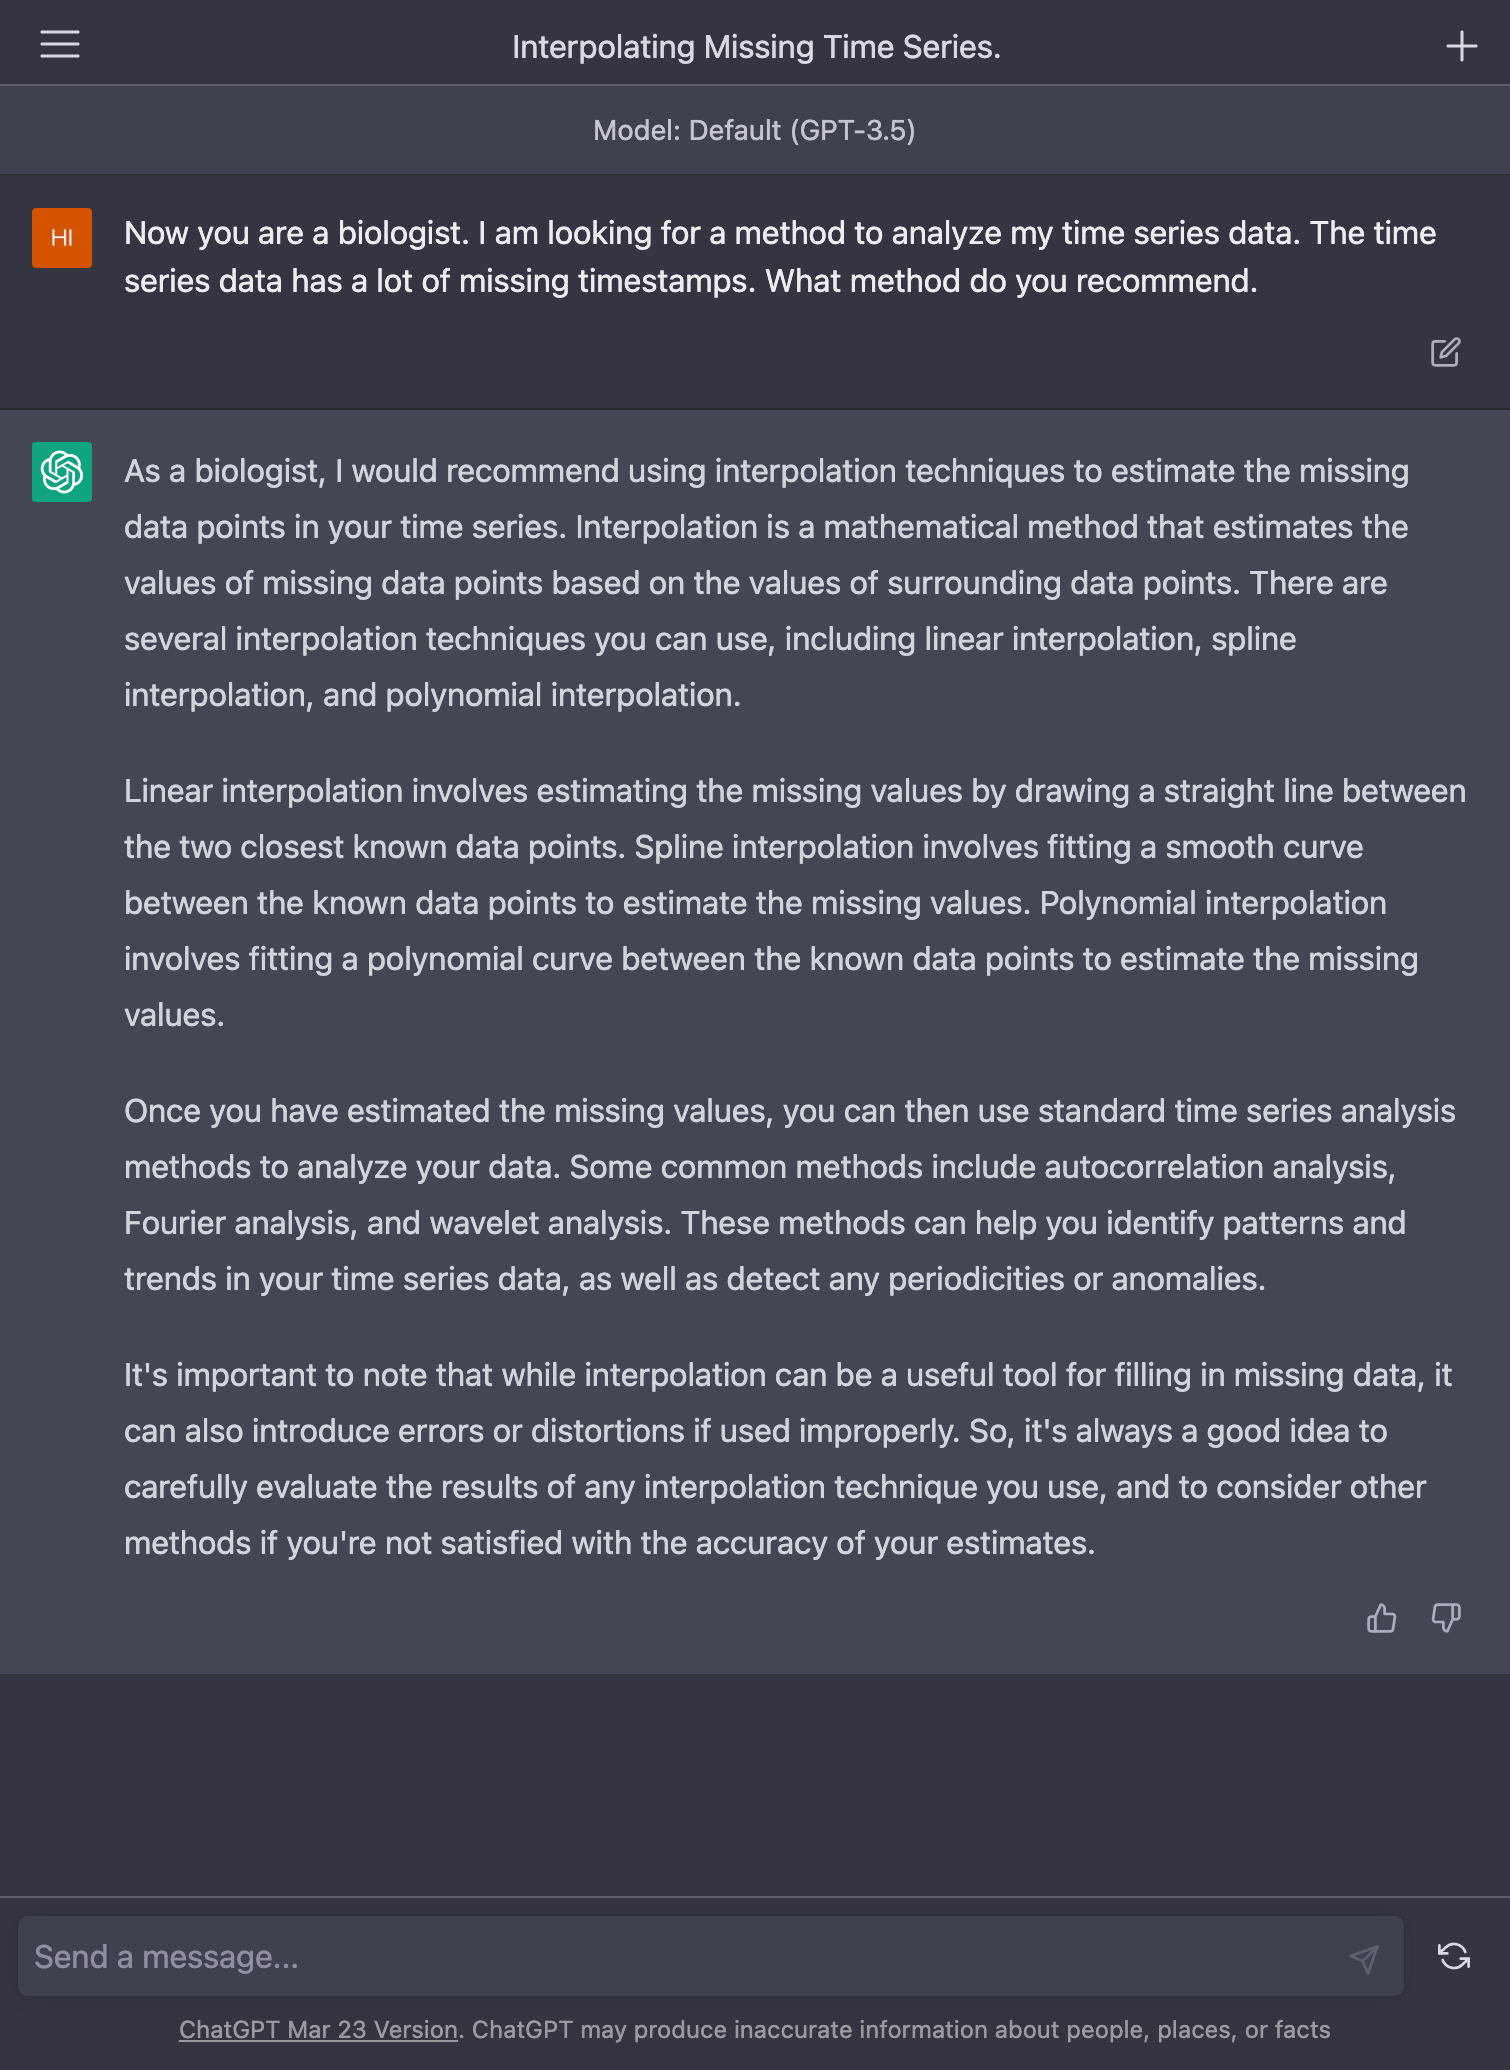 Interpolating Missing Time Series.
Model: Default (GPT-3.5)
HI
Now you are a biologist. I am looking for a method to analyze my time series data. The time
series data has a lot of missing timestamps. What method do you recommend.
As a biologist, I would recommend using interpolation techniques to estimate the missing
data points in your time series. Interpolation is a mathematical method that estimates the
values of missing data points based on the values of surrounding data points. There are
several interpolation techniques you can use, including linear interpolation, spline
interpolation, and polynomial interpolation.
Linear interpolation involves estimating the missing values by drawing a straight line between
the two closest known data points. Spline interpolation involves fitting a smooth curve
between the known data points to estimate the missing values. Polynomial interpolation
involves fitting a polynomial curve between the known data points to estimate the missing
values.
Once you have estimated the missing values, you can then use standard time series analysis
methods to analyze your data. Some common methods include autocorrelation analysis,
Fourier analysis, and wavelet analysis. These methods can help you identify patterns and
trends in your time series data, as well as detect any periodicities or anomalies.
It's important to note that while interpolation can be a useful tool for filling in missing data, it
can also introduce errors or distortions if used improperly. So, it's always a good idea to
carefully evaluate the results of any interpolation technique you use, and to consider other
methods if you're not satisfied with the accuracy of your estimates.
Send a message...
ChatGPT Mar 23 Version. ChatGPT may produce inaccurate information about people, places, or facts